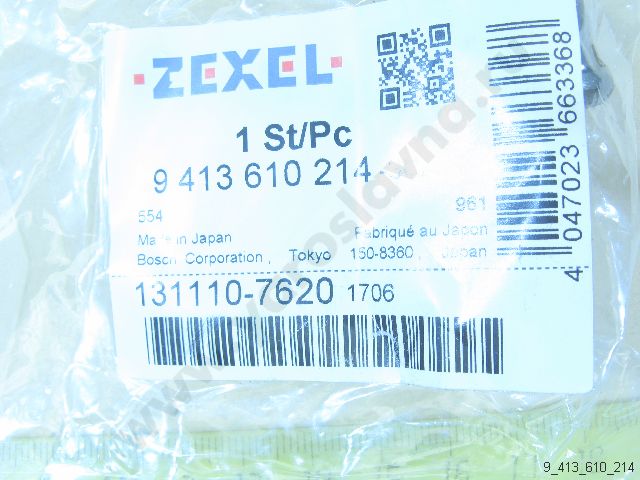 ZEXEL
1 St/Pc
9 413 610 214
554 961
Made in Japan Fabriqué au Japon
Bosch Corporation, Tokyo 150-8360, Japan
131110-7620 1706
4 047023 663368
9_413_610_214